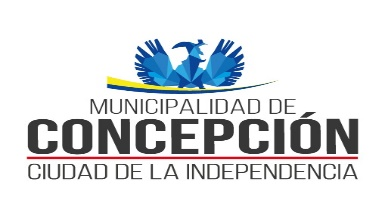 MUNICIPALIDAD DE
CONCEPCIÓN
CIUDAD DE LA INDEPENDENCIA